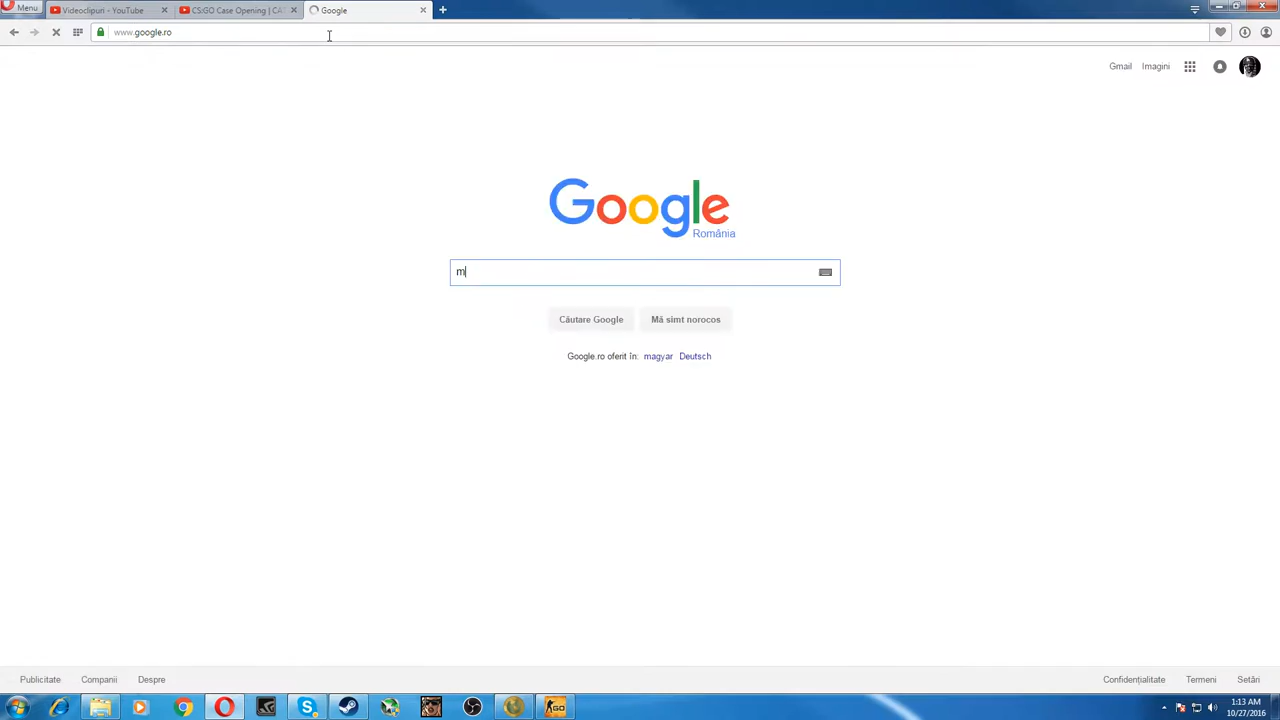 Menu
Videoclipuri - YouTube
CS:GO Case Opening | CA
Google
www.google.ro
Gmail Imagini
Google
România
m
Căutare Google Mă simt norocos
Google.ro oferit în: magyar Deutsch
Publicitate Companii Despre
Confidențialitate Termeni Setări
GO
1:13 AM
10/27/2016